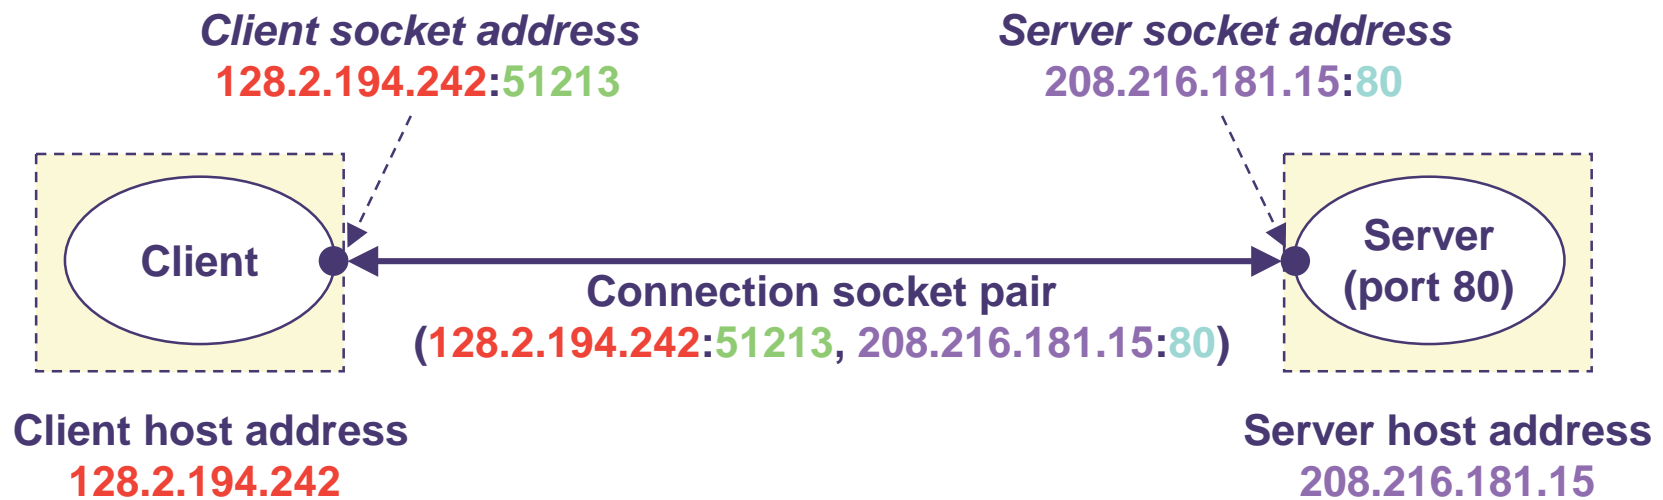 Client socket address
128.2.194.242:51213
Server socket address
208.216.181.15:80
Client
Server
(port 80)
Connection socket pair
(128.2.194.242:51213, 208.216.181.15:80)
Client host address
128.2.194.242
Server host address
208.216.181.15